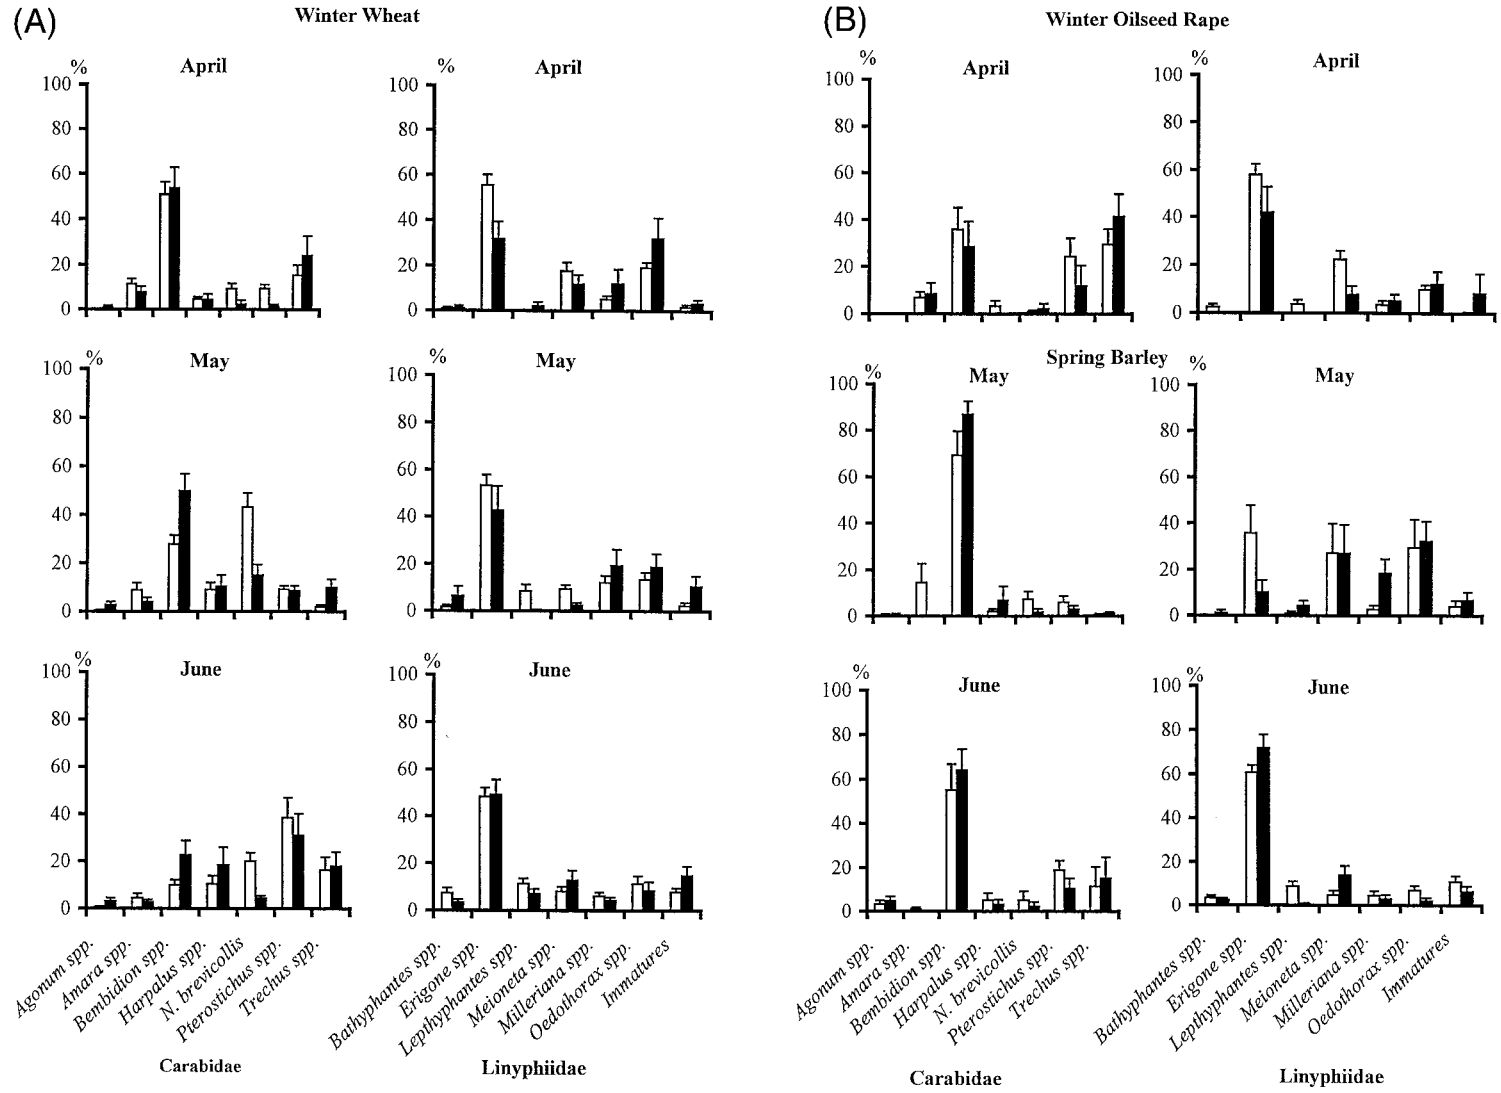 (A)
Winter Wheat
% April
100
80
60
40
20
0
% April
100
80
60
40
20
0
% May
100
80
60
40
20
0
% May
100
80
60
40
20
0
% June
100
80
60
40
20
0
% June
100
80
60
40
20
0
Agonum spp.
Amara spp.
Bembidion spp.
Harpalus spp.
N. brevicollis
Pterostichus spp.
Trechus spp.
Carabidae
Bathyphantes spp.
Erigone spp.
Lepthyphantes spp.
Meioneta spp.
Milleriana spp.
Oedothorax spp.
Immatures
Linyphiidae
(B)
Winter Oilseed Rape
% April
100
80
60
40
20
0
% April
100
80
60
40
20
0
Spring Barley
% May
100
80
60
40
20
0
% May
100
80
60
40
20
0
% June
100
80
60
40
20
0
% June
100
80
60
40
20
0
Agonum spp.
Amara spp.
Bembidion spp.
Harpalus spp.
N. brevicollis
Pterostichus spp.
Trechus spp.
Carabidae
Bathyphantes spp.
Erigone spp.
Lepthyphantes spp.
Meioneta spp.
Milleriana spp.
Oedothorax spp.
Immatures
Linyphiidae